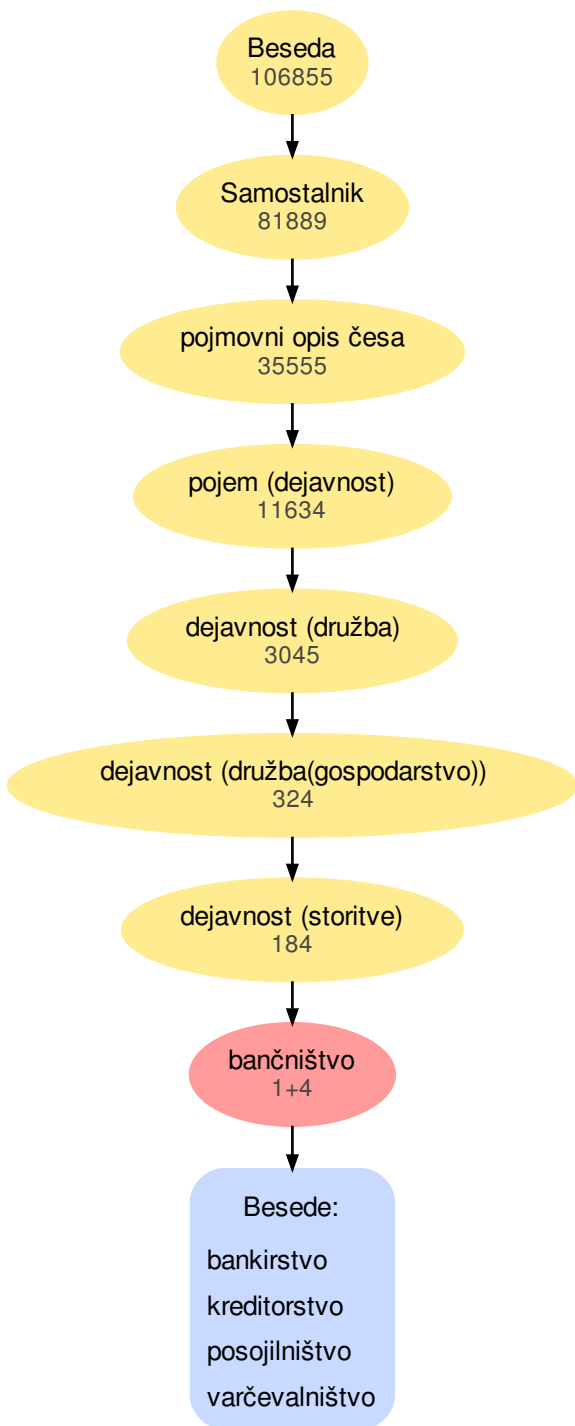 Beseda
106855
Samostalnik
81889
pojmovni opis česa
35555
pojem (dejavnost)
11634
dejavnost (družba)
3045
dejavnost (družba(gospodarstvo))
324
dejavnost (storitve)
184
bančništvo
1+4
Besede:
bankirstvo
kreditorstvo
posojilništvo
varčevalništvo